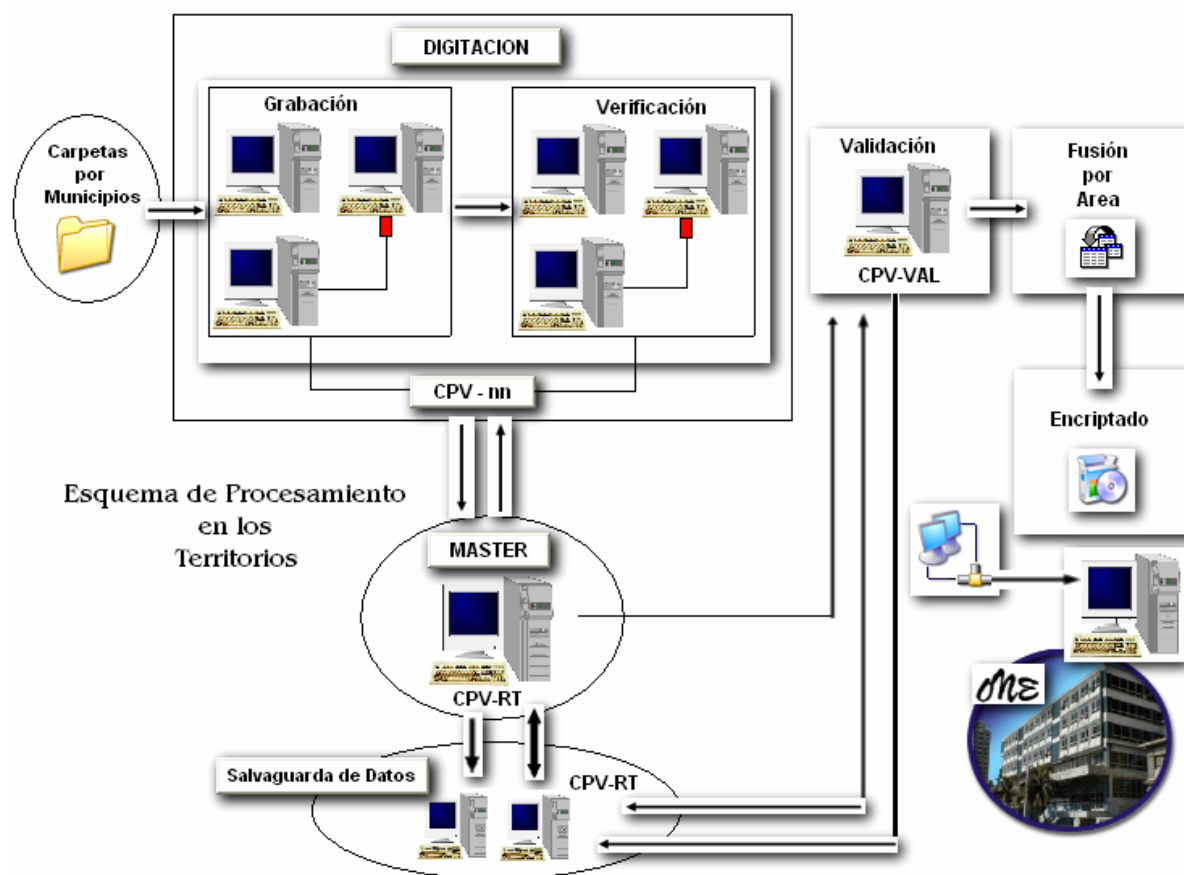 DIGITACION
Grabación
Verificación
Carpetas
por
Municipios
Validación
CPV-VAL
Fusión
por
Area
CPV - nn
Encriptado
Esquema de Procesamiento
en los
Territorios
MASTER
CPV-RT
ONE
Salvaguarda de Datos
CPV-RT